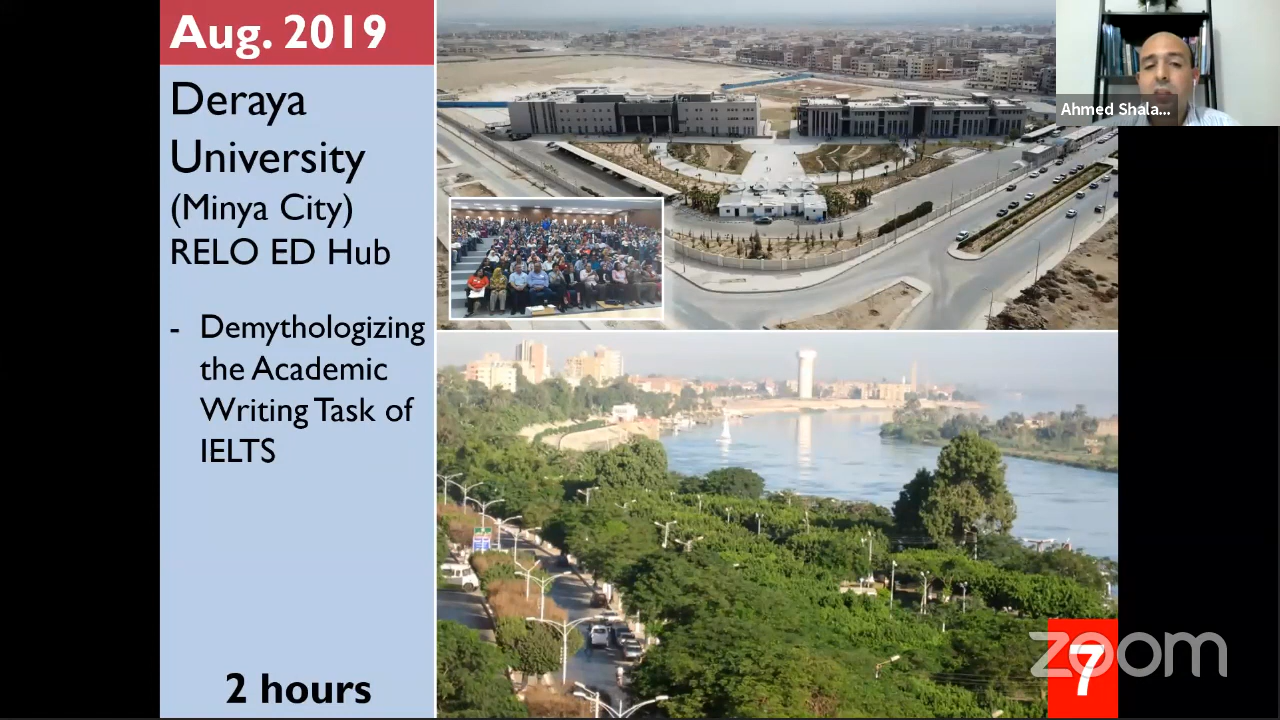 Aug. 2019
Deraya
University
(Minya City)
RELO ED Hub
- Demythologizing
the Academic
Writing Task of
IELTS
2 hours
Ahmed Shala...
7
zoom